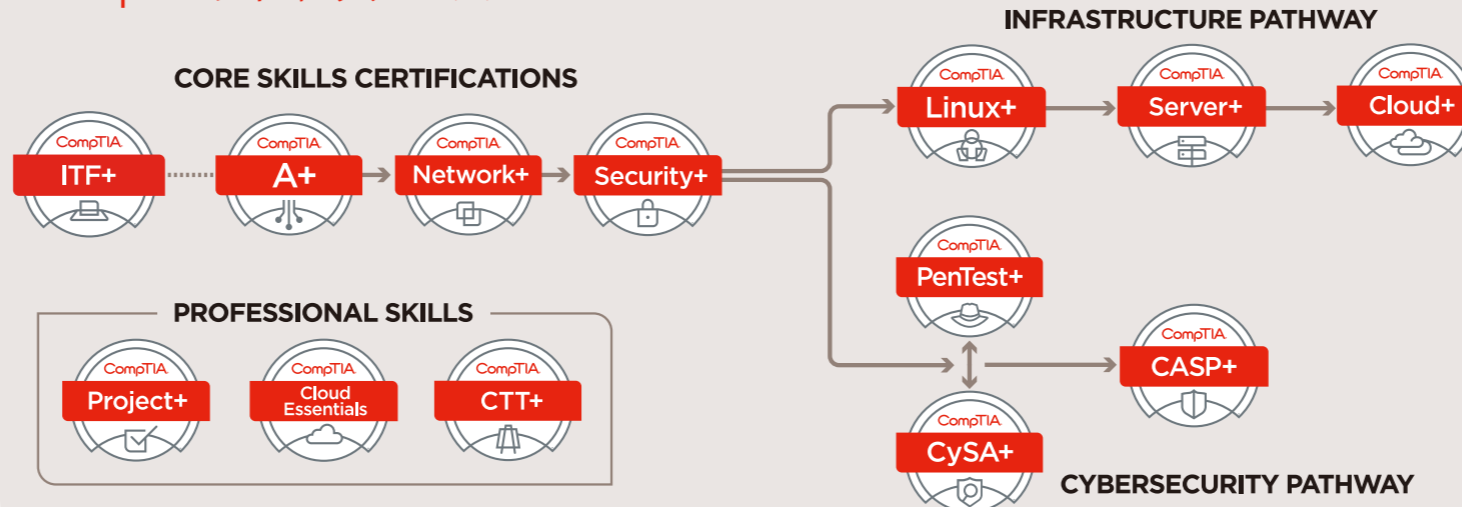 INFRASTRUCTURE PATHWAY
CORE SKILLS CERTIFICATIONS
CompTIA
ITF+
CompTIA
A+
CompTIA
Network+
CompTIA
Security+
CompTIA
Linux+
CompTIA
Server+
CompTIA
Cloud+
PROFESSIONAL SKILLS
CompTIA
Project+
CompTIA
Cloud
Essentials
CompTIA
CTT+
CompTIA
PenTest+
CompTIA
CySA+
CompTIA
CASP+
CYBERSECURITY PATHWAY